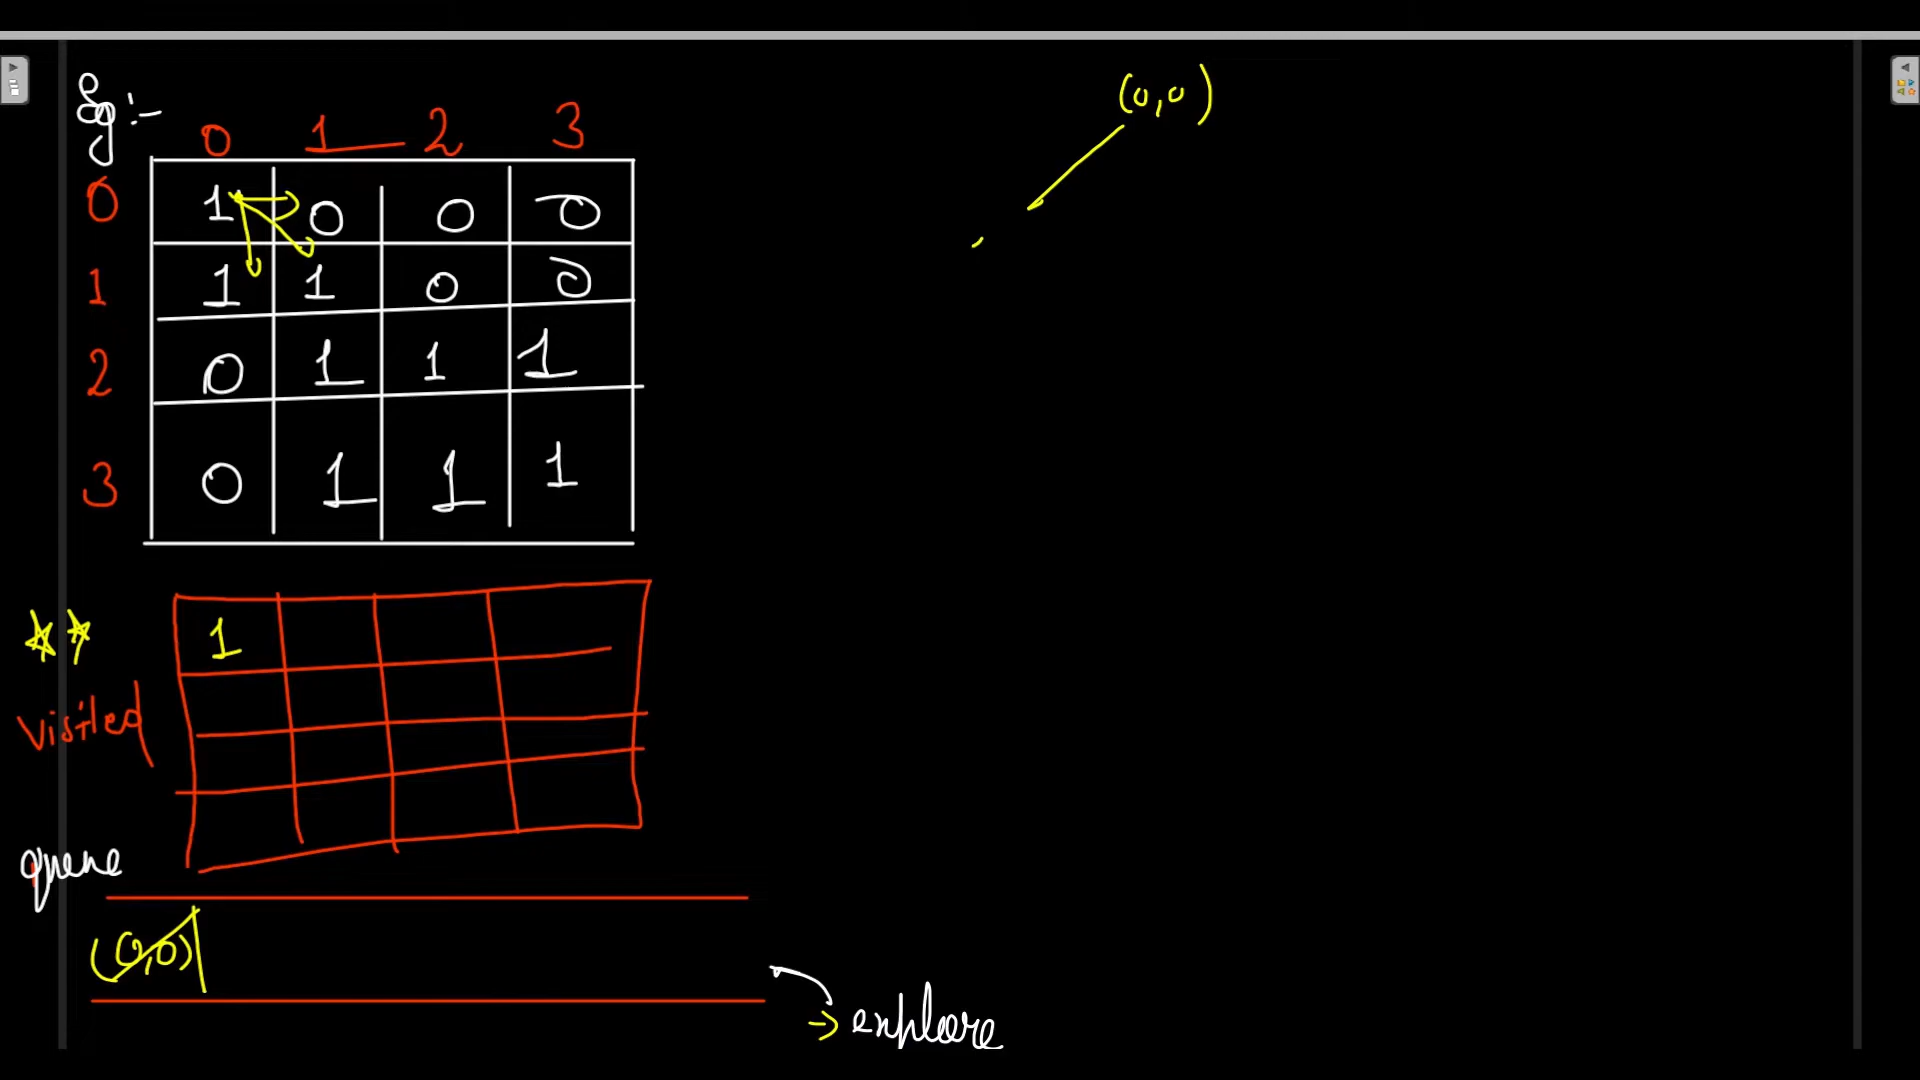 Eg:-
(0,0)
0 1 2 3
0 1 0 0 0
1 1 1 0 0
2 0 1 1 1
3 0 1 1 1
1
visited
queue
(0,0)
→ explore